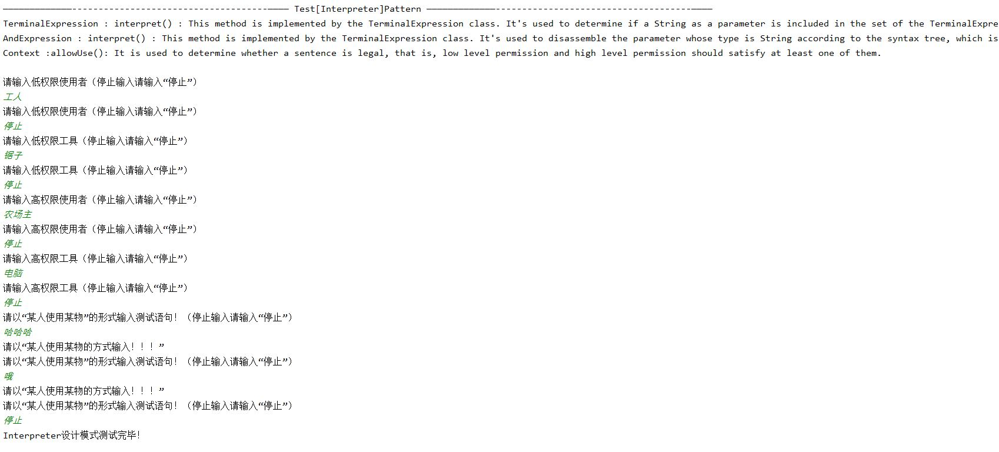 ————————————————————————————————————— Test[Interpreter]Pattern —————————————————————————————————————
TerminalExpression : interpret() : This method is implemented by the TerminalExpression class. It's used to determine if a String as a parameter is included in the set of the TerminalExpre
AndExpression : interpret() : This method is implemented by the TerminalExpression class. It's used to disassemble the parameter whose type is String according to the syntax tree, which is
Context :allowUse(): It is used to determine whether a sentence is legal, that is, low level permission and high level permission should satisfy at least one of them.
请输入低权限使用者（停止输入请输入“停止”）
工人
请输入低权限使用者（停止输入请输入“停止”）
停止
请输入低权限工具（停止输入请输入“停止”）
锯子
请输入低权限工具（停止输入请输入“停止”）
停止
请输入高权限使用者（停止输入请输入“停止”）
农场主
请输入高权限使用者（停止输入请输入“停止”）
停止
请输入高权限工具（停止输入请输入“停止”）
电脑
请输入高权限工具（停止输入请输入“停止”）
停止
请以“某人使用某物”的形式输入测试语句！（停止输入请输入“停止”）
哈哈哈
请以“某人使用某物的方式输入！！！”
请以“某人使用某物”的形式输入测试语句！（停止输入请输入“停止”）
哦
请以“某人使用某物的方式输入！！！”
请以“某人使用某物”的形式输入测试语句！（停止输入请输入“停止”）
停止
Interpreter设计模式测试完毕！